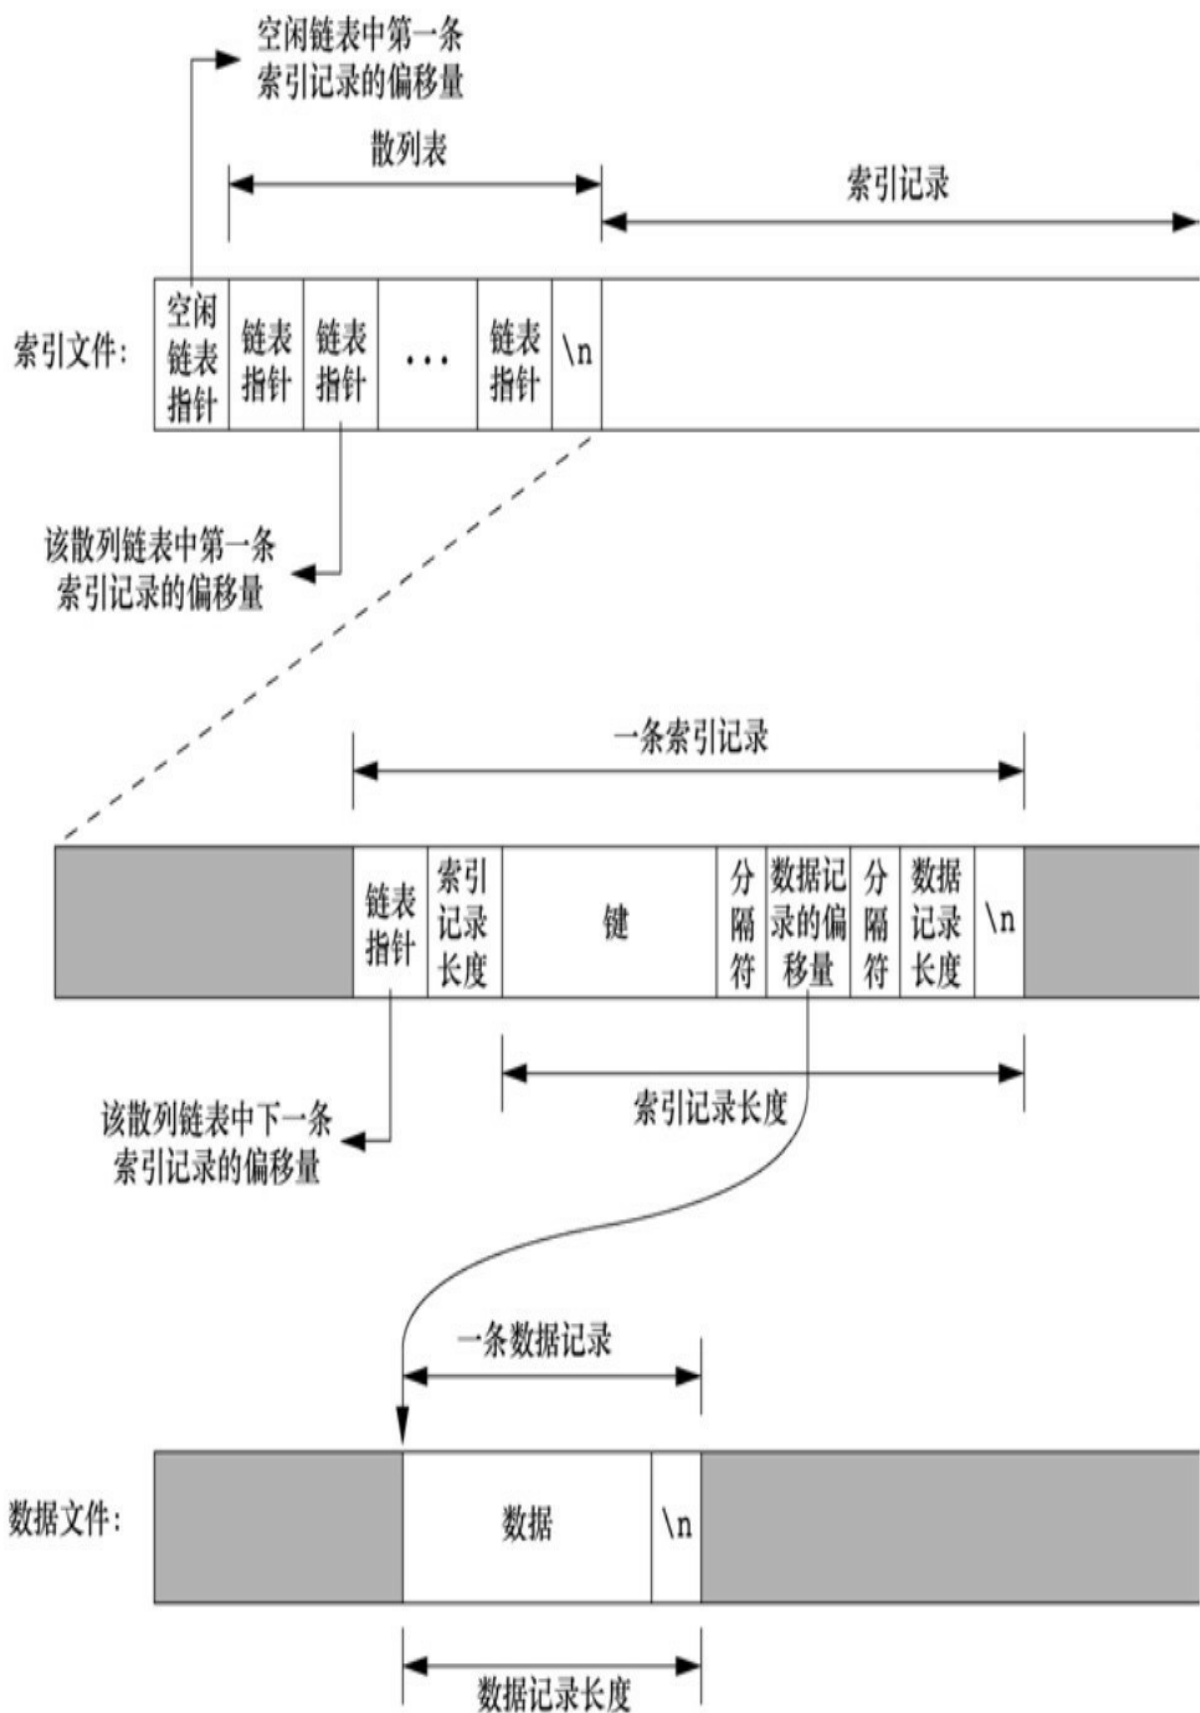 空闲链表中第一条
索引记录的偏移量
散列表
索引记录
索引文件:
空闲
链表
指针
链表
指针
链表
指针
...
链表
指针
\n
该散列链表中第一条
索引记录的偏移量
一条索引记录
链表
指针
索引
记录
长度
键
分
隔
符
数据记
录的偏
移量
分
隔
符
数据
记录
长度
\n
索引记录长度
该散列链表中下一条
索引记录的偏移量
一条数据记录
数据文件:
数据
\n
数据记录长度